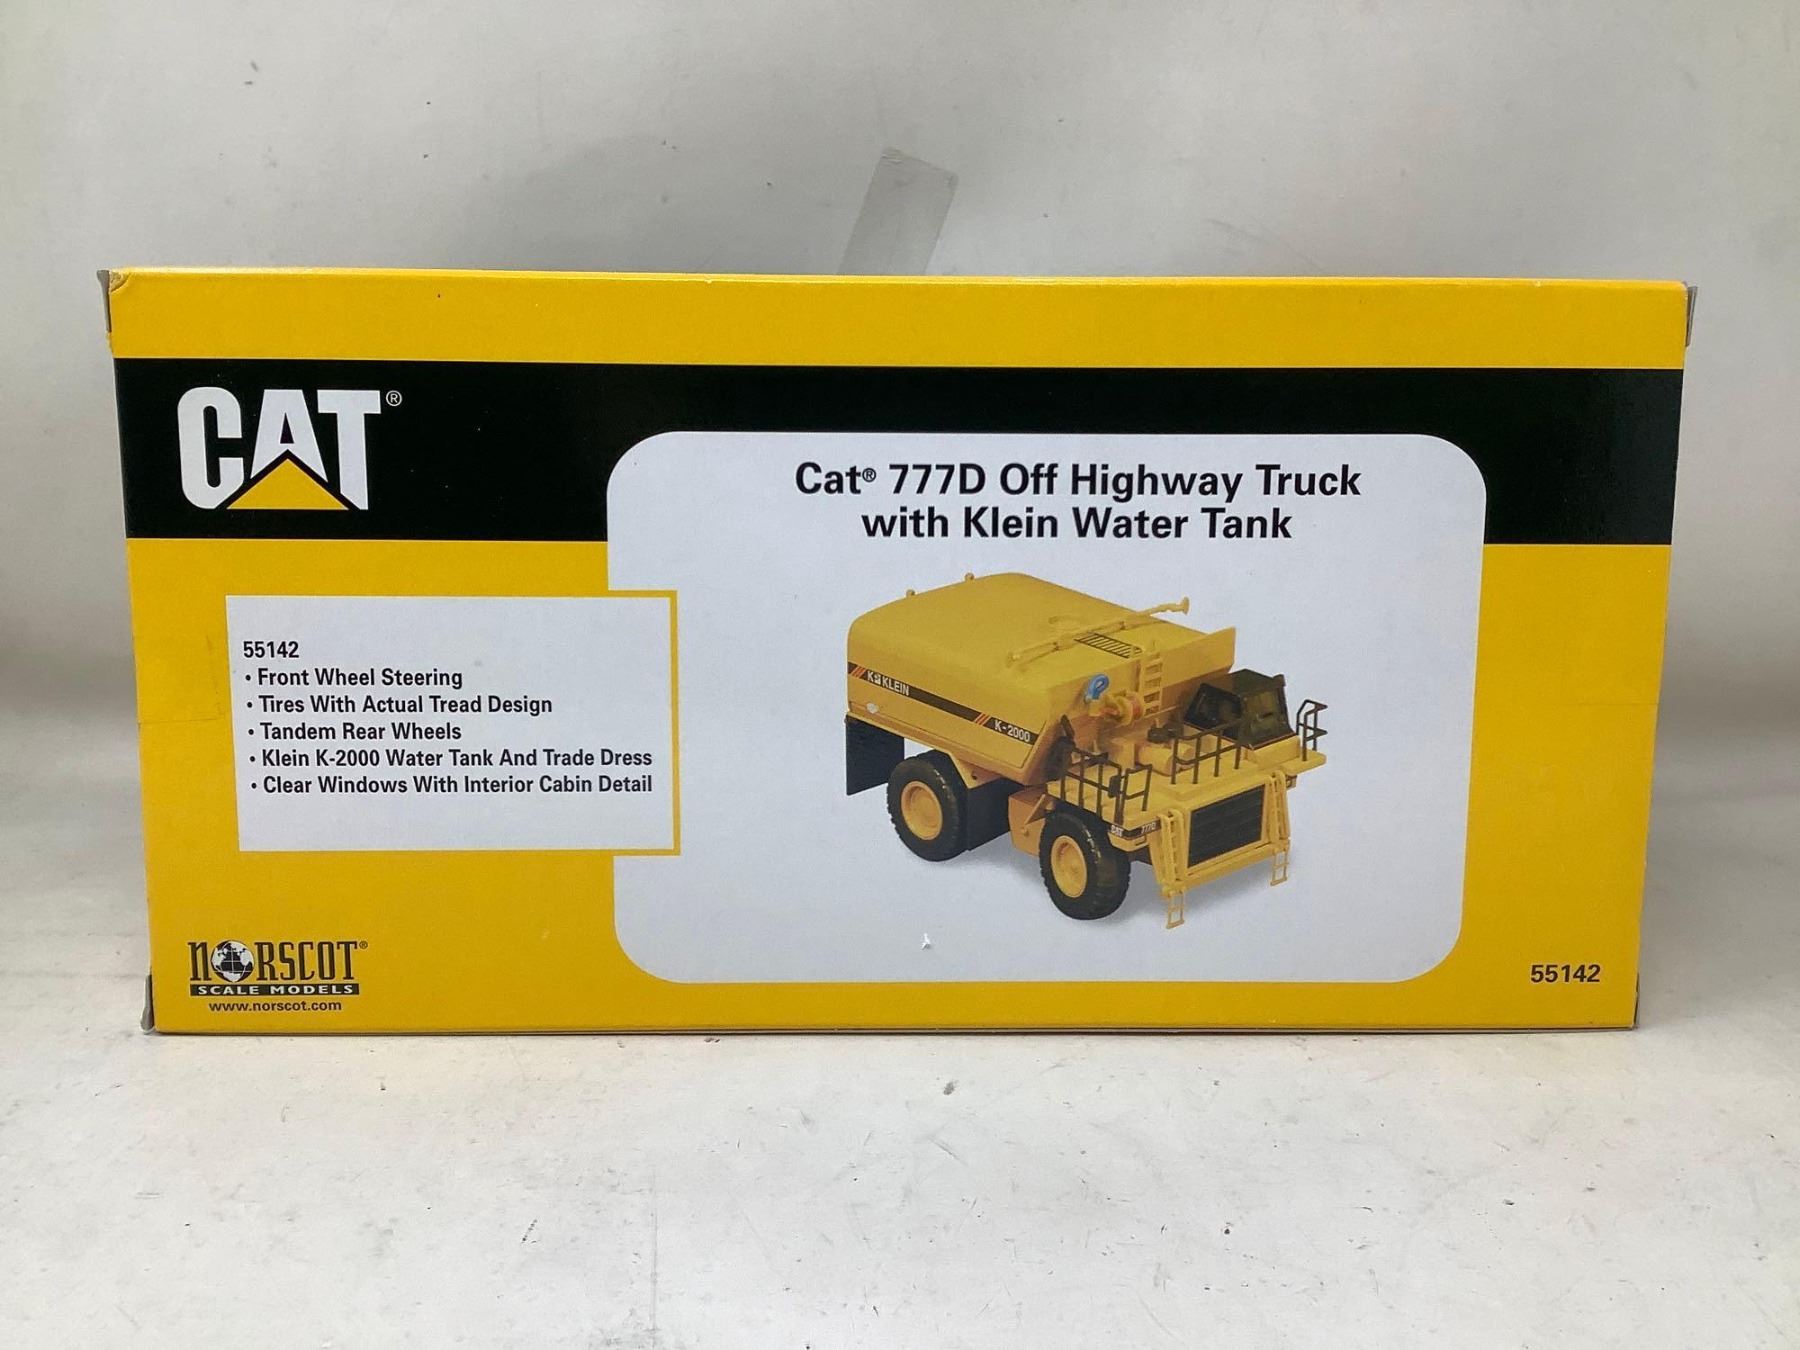 CAT®
Cat® 777D Off Highway Truck
with Klein Water Tank
55142
• Front Wheel Steering
• Tires With Actual Tread Design
• Tandem Rear Wheels
• Klein K-2000 Water Tank And Trade Dress
• Clear Windows With Interior Cabin Detail
KLEIN
K-2000
CAT 777D
NORSCOT®
SCALE MODELS
www.norscot.com
55142